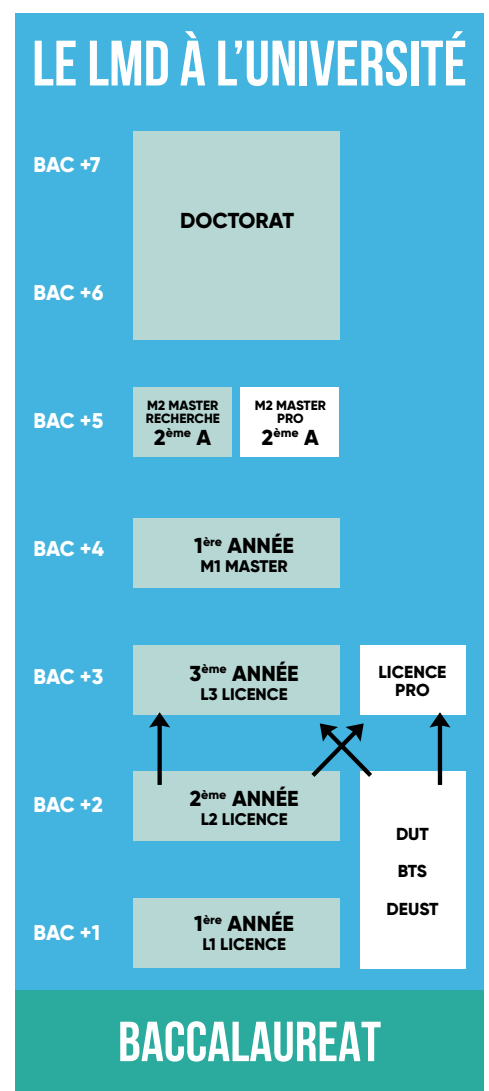 LE LMD À L'UNIVERSITÉ
BAC +7
DOCTORAT
BAC +6
BAC +5
M2 MASTER
RECHERCHE
2ème A
M2 MASTER
PRO
2ème A
BAC +4
1ère ANNÉE
M1 MASTER
BAC +3
3ème ANNÉE
L3 LICENCE
LICENCE
PRO
BAC +2
2ème ANNÉE
L2 LICENCE
DUT
BTS
DEUST
BAC +1
1ère ANNÉE
L1 LICENCE
BACCALAUREAT